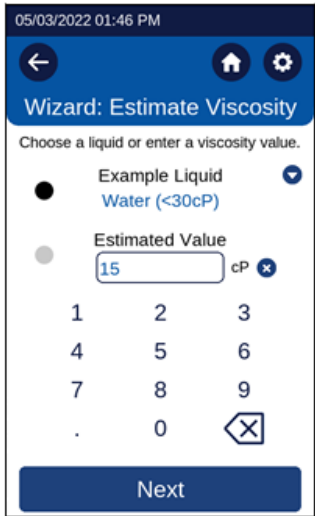 05/03/2022 01:46 PM
Wizard: Estimate Viscosity
Choose a liquid or enter a viscosity value.
Example Liquid
Water (<30cP)
Estimated Value
15 cP
1 2 3
4 5 6
7 8 9
. 0
Next